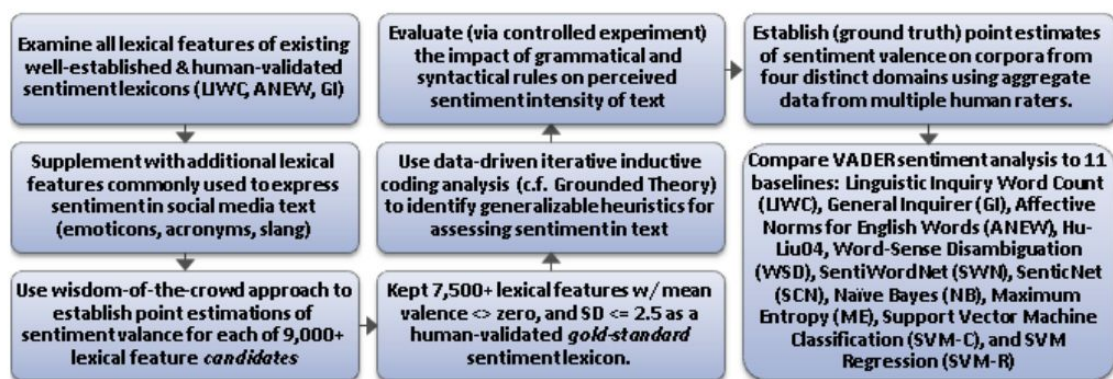 Examine all lexical features of existing
well-established & human-validated
sentiment lexicons (LIWC, ANEW, GI)
Supplement with additional lexical
features commonly used to express
sentiment in social media text
(emoticons, acronyms, slang)
Use wisdom-of-the-crowd approach to
establish point estimations of
sentiment valance for each of 9,000+
lexical feature candidates
Kept 7,500+ lexical features w/ mean
valence <> zero, and SD <= 2.5 as a
human-validated gold-standard
sentiment lexicon.
Use data-driven iterative inductive
coding analysis (c.f. Grounded Theory)
to identify generalizable heuristics for
assessing sentiment in text
Evaluate (via controlled experiment)
the impact of grammatical and
syntactical rules on perceived
sentiment intensity of text
Establish (ground truth) point estimates
of sentiment valence on corpora from
four distinct domains using aggregate
data from multiple human raters.
Compare VADER sentiment analysis to 11
baselines: Linguistic Inquiry Word Count
(LIWC), General Inquirer (GI), Affective
Norms for English Words (ANEW), Hu-
Liu04, Word-Sense Disambiguation
(WSD), SentiWordNet (SWN), SenticNet
(SCN), Naïve Bayes (NB), Maximum
Entropy (ME), Support Vector Machine
Classification (SVM-C), and SVM
Regression (SVM-R)